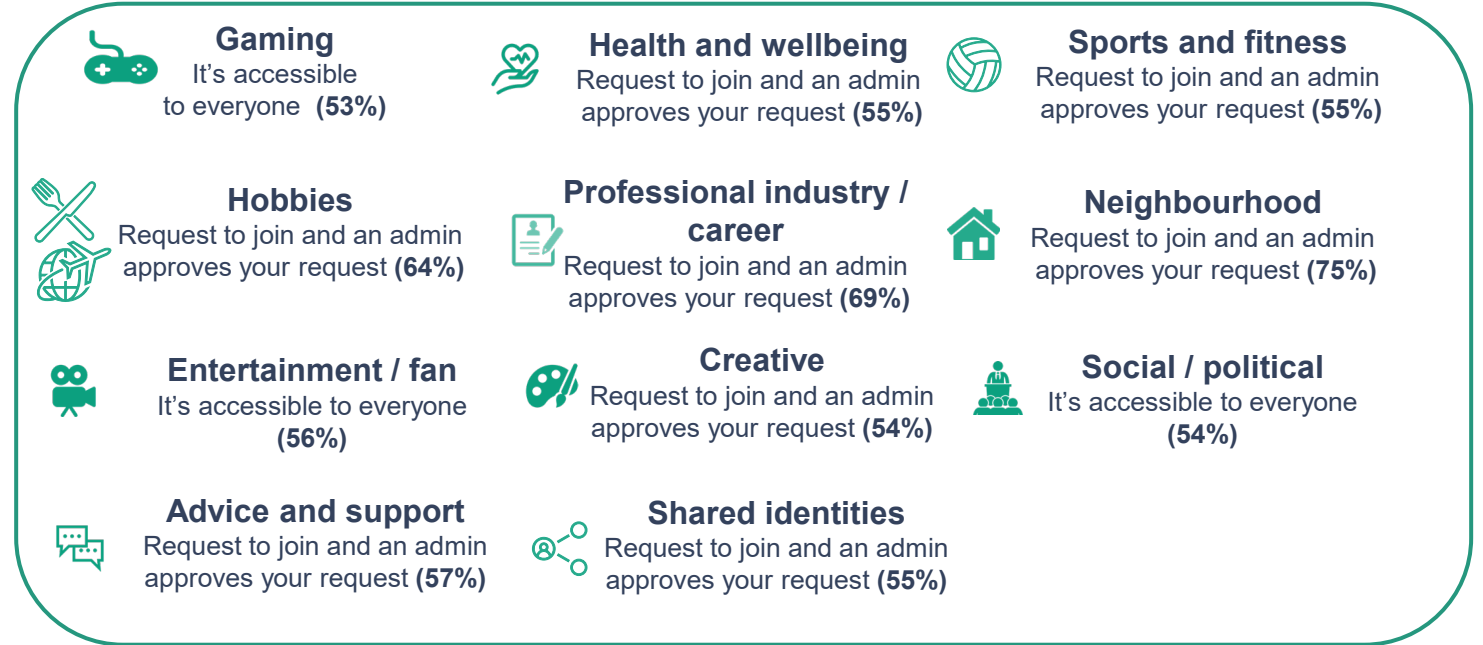 Gaming
It's accessible
to everyone (53%)
Health and wellbeing
Request to join and an admin
approves your request (55%)
Sports and fitness
Request to join and an admin
approves your request (55%)
Hobbies
Request to join and an admin
approves your request (64%)
Professional industry /
career
Request to join and an admin
approves your request (69%)
Neighbourhood
Request to join and an admin
approves your request (75%)
Entertainment / fan
It's accessible to everyone
(56%)
Creative
Request to join and an admin
approves your request (54%)
Social / political
It's accessible to everyone
(54%)
Advice and support
Request to join and an admin
approves your request (57%)
Shared identities
Request to join and an admin
approves your request (55%)